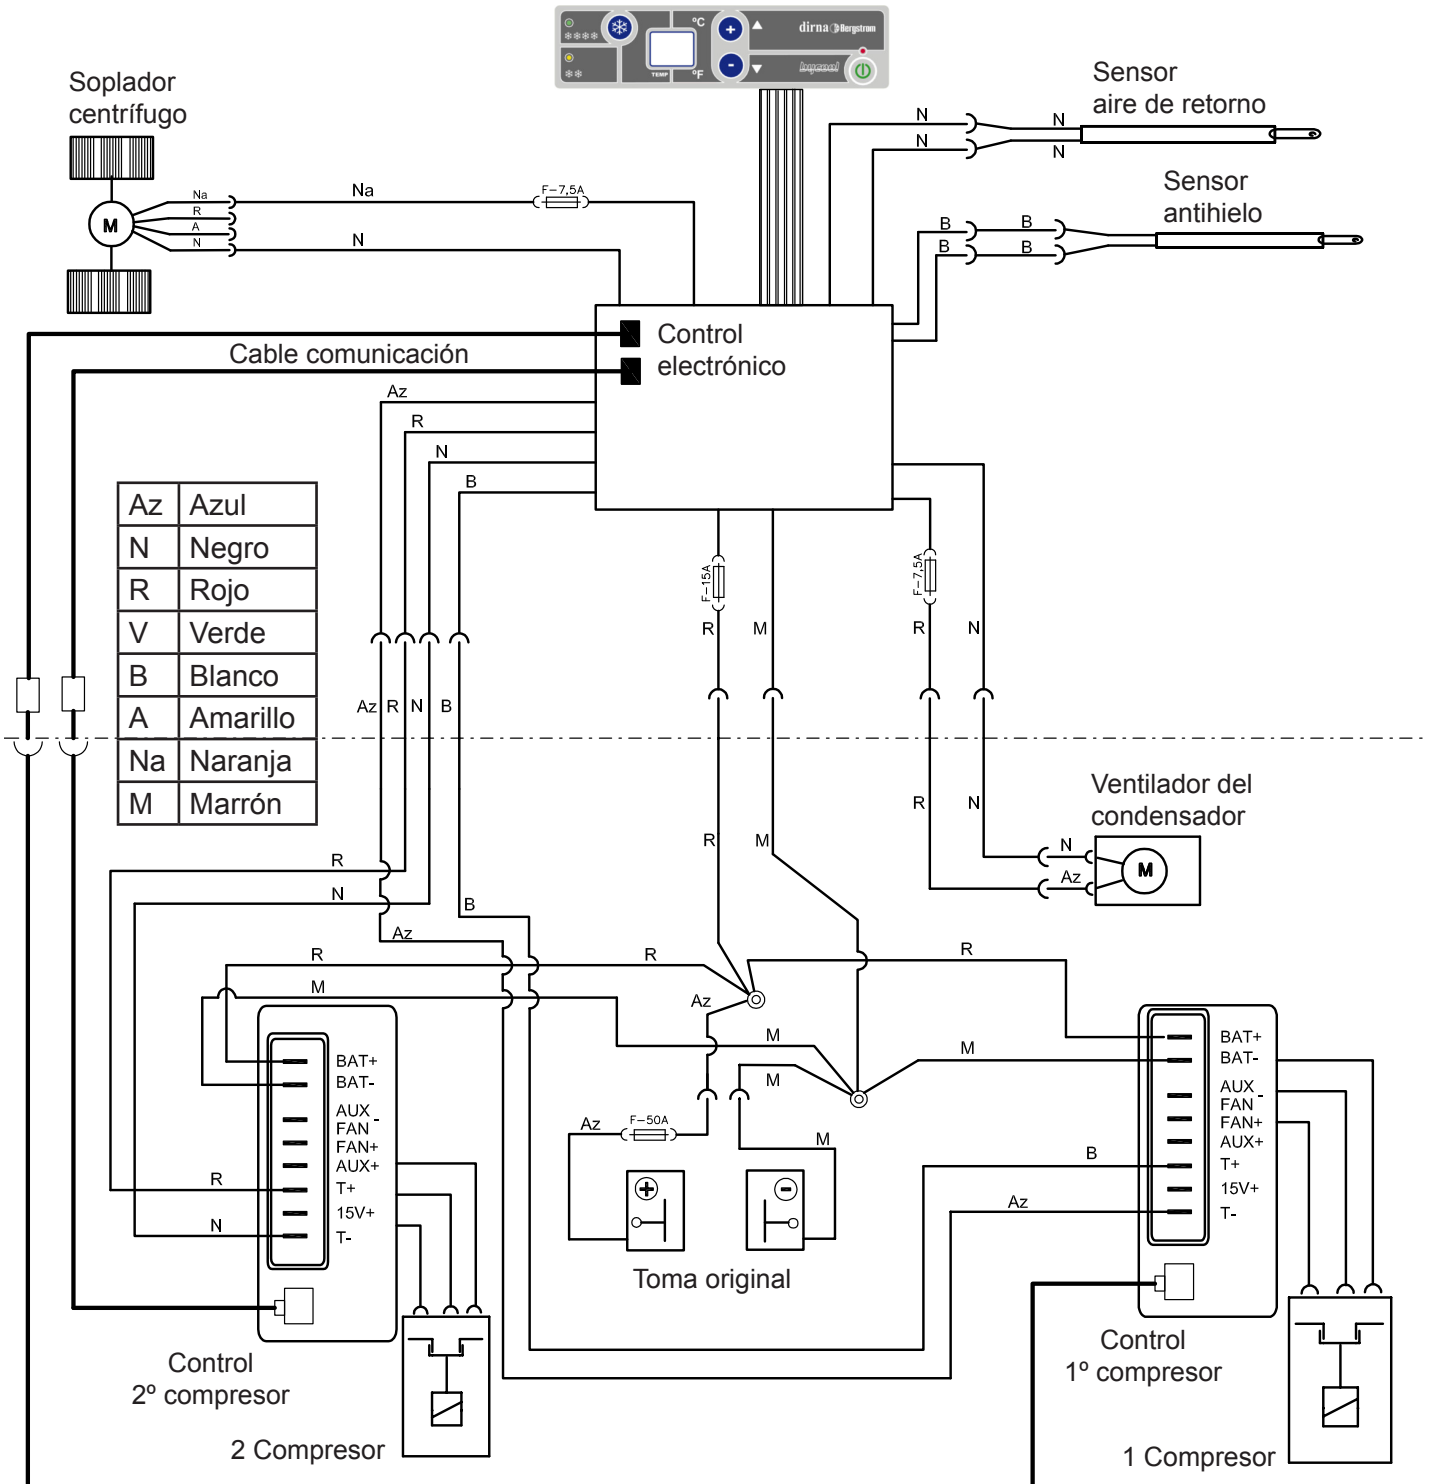 °C
dirna Bergstrom
TEMP
°F
bycool
Soplador
centrífugo
Sensor
aire de retorno
N
N
N
N
Sensor
antihielo
B
B
B
B
Na
R
A
N
M
Na
F-7,5A
N
Control
electrónico
Cable comunicación
Az
R
N
B
Az Azul
N Negro
R Rojo
V Verde
B Blanco
A Amarillo
Na Naranja
M Marrón
F-15A
F-7,5A
R
M
R
N
Az
R
N
B
Ventilador del
condensador
R
N
R
M
N
Az
M
R
N
B
Az
R
R
R
M
Az
M
M
M
BAT+
BAT-
AUX
FAN -
FAN+
AUX+
T+
15V+
T-
R
N
Az
F-50A
M
+
-
Toma original
BAT+
BAT-
AUX
FAN -
FAN+
AUX+
T+
15V+
T-
B
Az
Control
2º compresor
2 Compresor
Control
1º compresor
1 Compresor